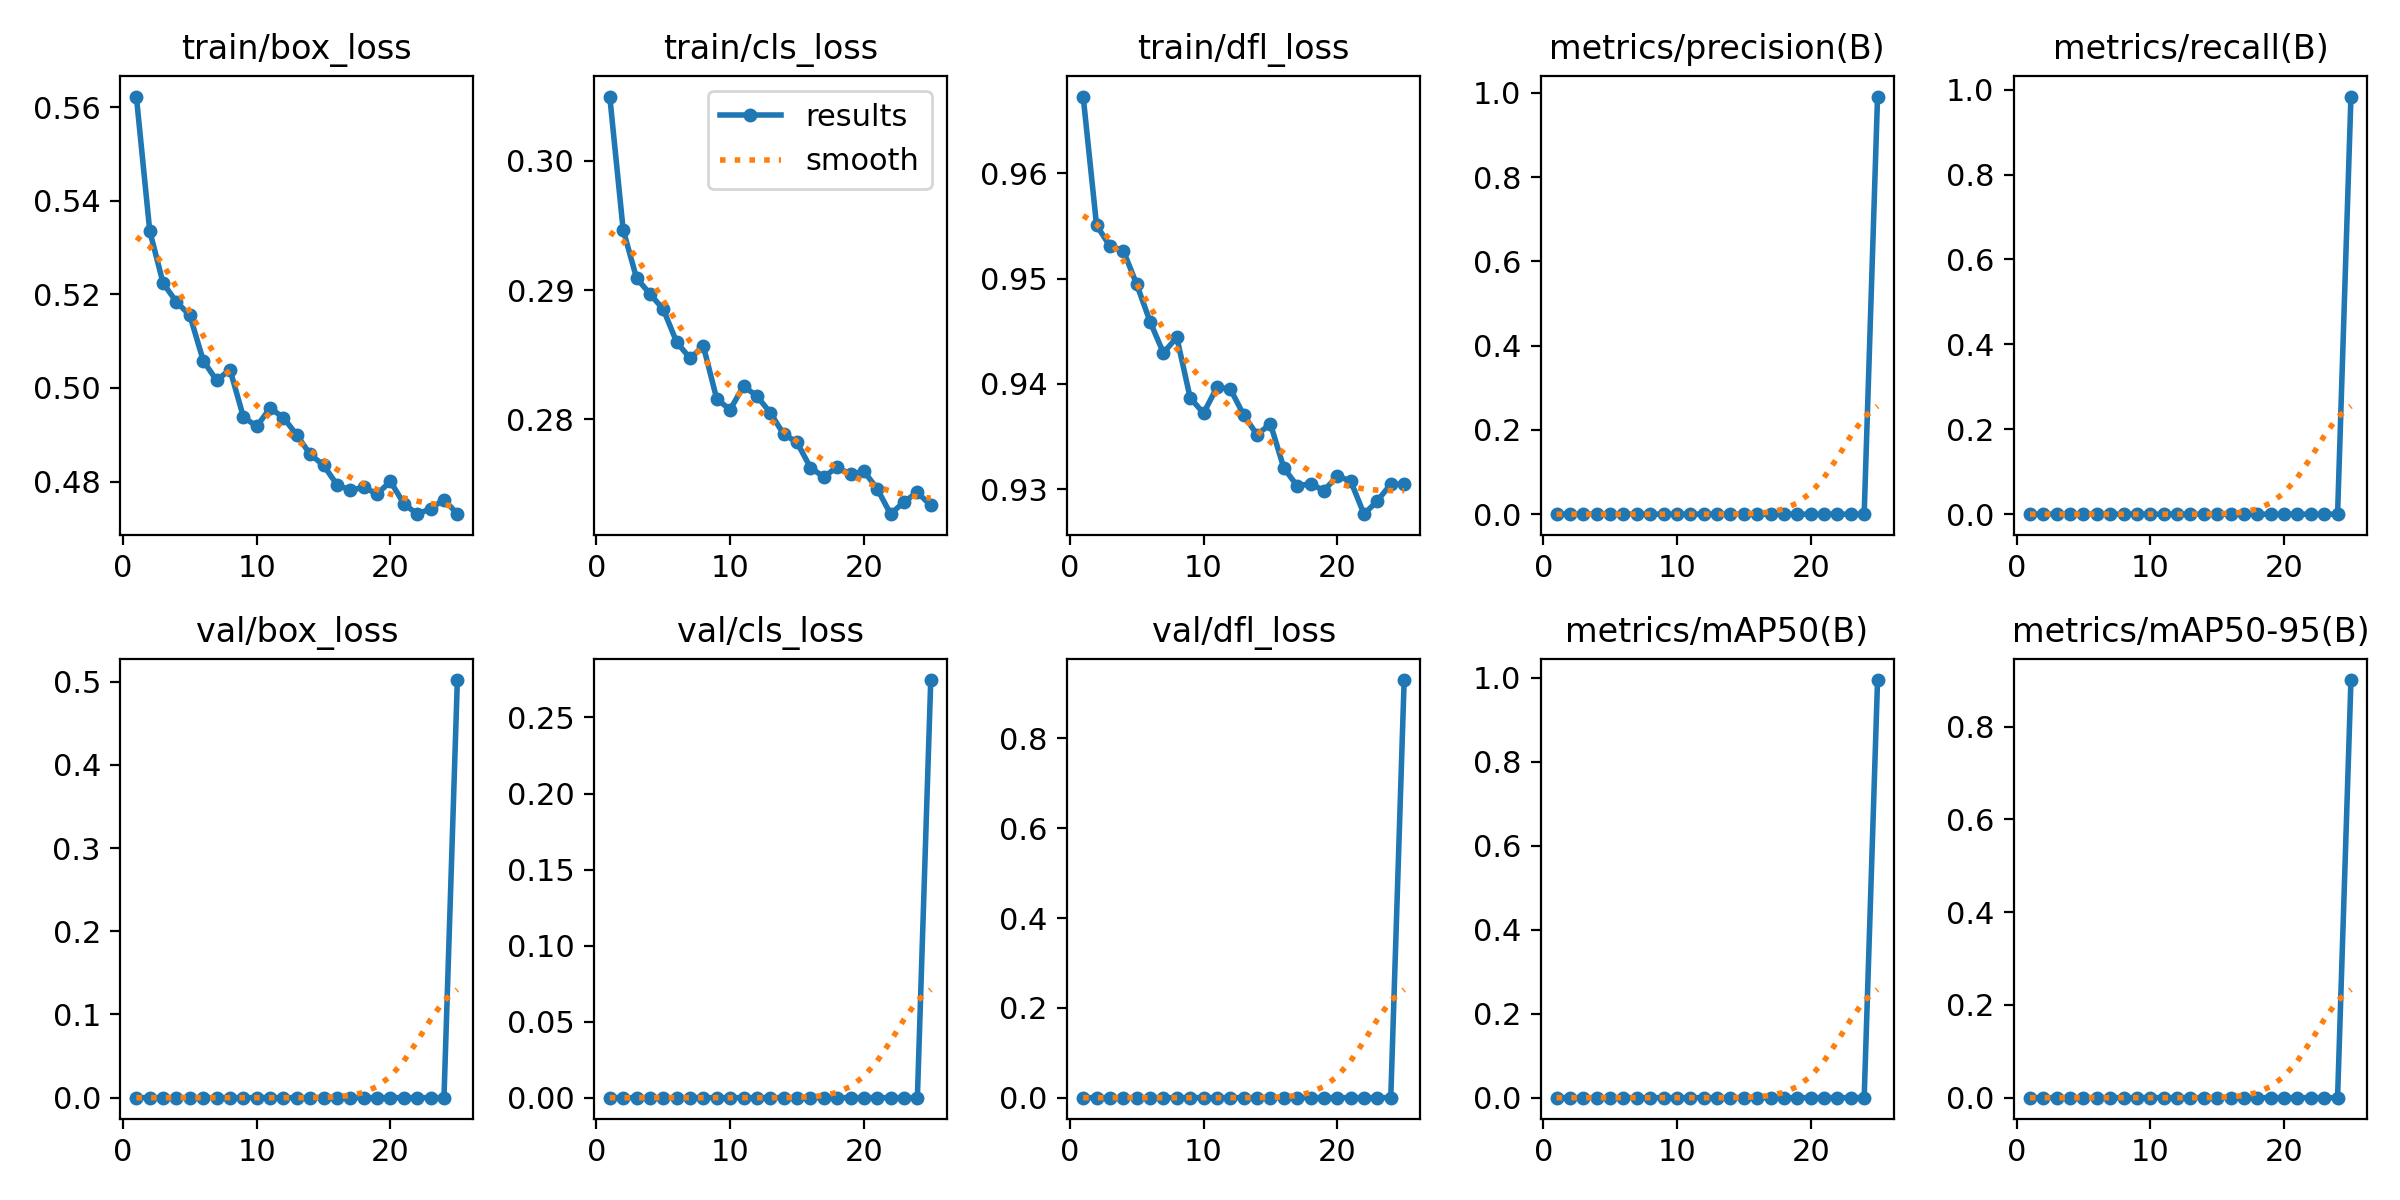 train/box_loss
0.56
0.54
0.52
0.50
0.48
0 10 20
train/cls_loss
results
smooth
0.30
0.29
0.28
0 10 20
train/dfl_loss
0.96
0.95
0.94
0.93
0 10 20
metrics/precision(B)
1.0
0.8
0.6
0.4
0.2
0.0
0 10 20
metrics/recall(B)
1.0
0.8
0.6
0.4
0.2
0.0
0 10 20
val/box_loss
0.5
0.4
0.3
0.2
0.1
0.0
0 10 20
val/cls_loss
0.25
0.20
0.15
0.10
0.05
0.00
0 10 20
val/dfl_loss
0.8
0.6
0.4
0.2
0.0
0 10 20
metrics/mAP50(B)
1.0
0.8
0.6
0.4
0.2
0.0
0 10 20
metrics/mAP50-95(B)
0.8
0.6
0.4
0.2
0.0
0 10 20